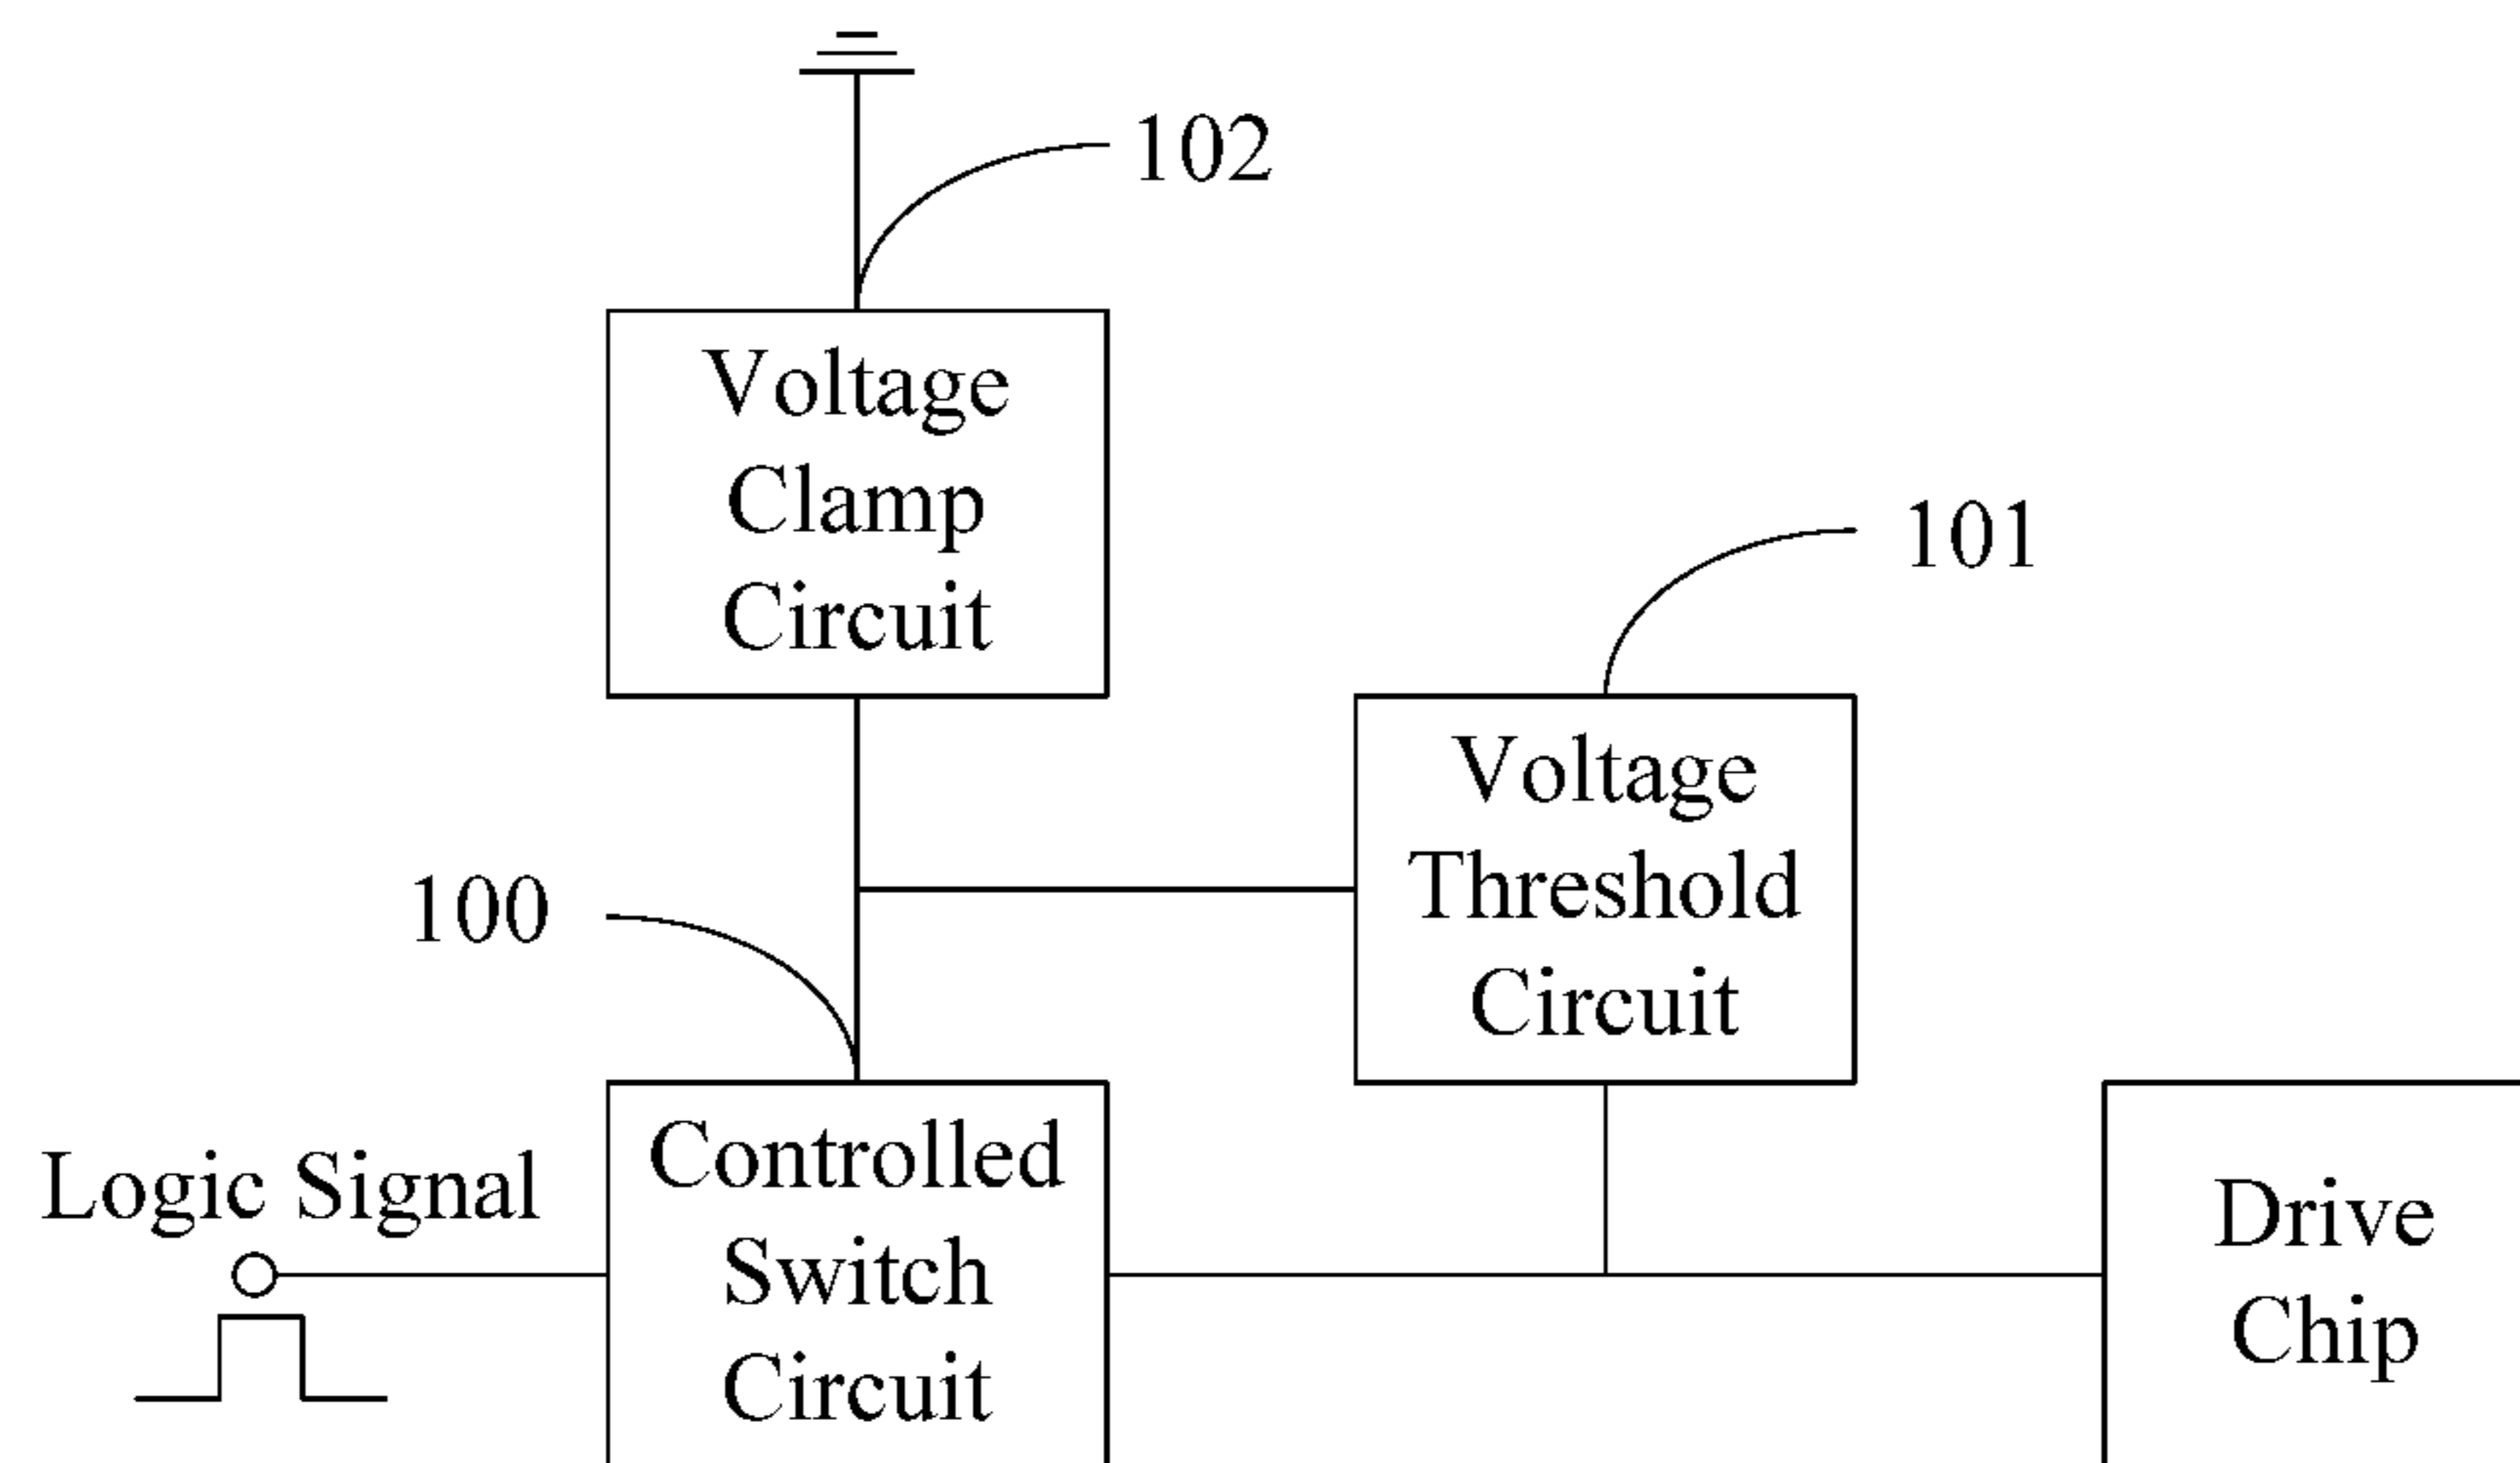 102
Voltage
Clamp
Circuit
101
Voltage
Threshold
Circuit
100
Controlled
Switch
Circuit
Logic Signal
Drive
Chip